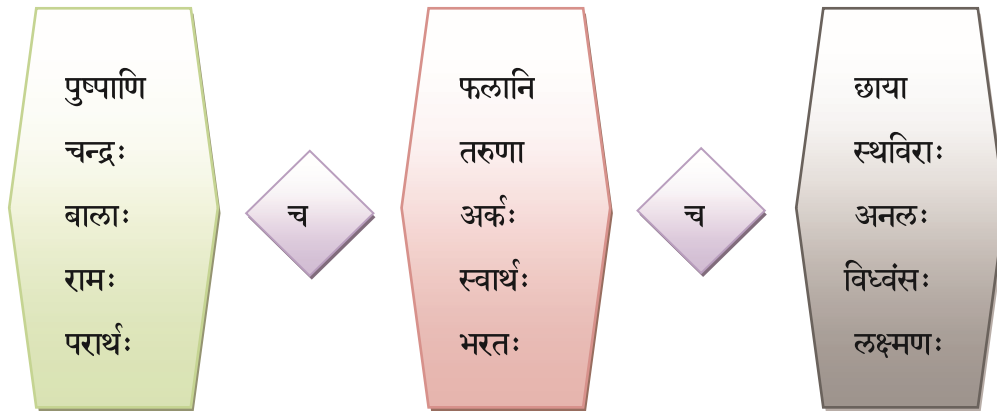 पुष्पाणि
चन्द्रः
बालाः
रामः
परार्थः
च
फलानि
तरुणा
अर्कः
स्वार्थः
भरतः
च
छाया
स्थविराः
अनलः
विध्वंसः
लक्ष्मणः